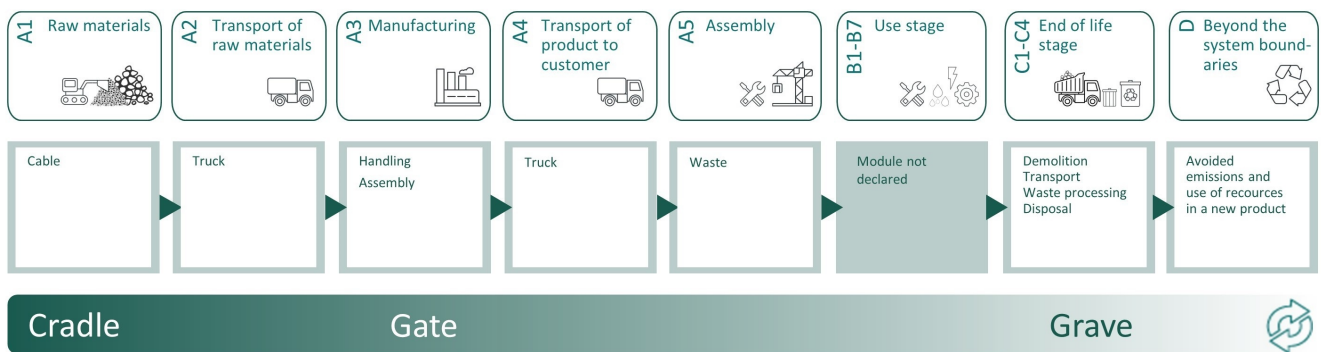 A1
Raw materials
A2
Transport of
raw materials
A3
Manufacturing
A4
Transport of
product to
customer
A5
Assembly
B1-B7
Use stage
C1-C4
End of life
stage
D
Beyond the
system bound-
aries
Cable
Truck
Handling
Assembly
Truck
Waste
Module not
declared
Demolition
Transport
Waste processing
Disposal
Avoided
emissions and
use of recources
in a new product
Cradle
Gate
Grave